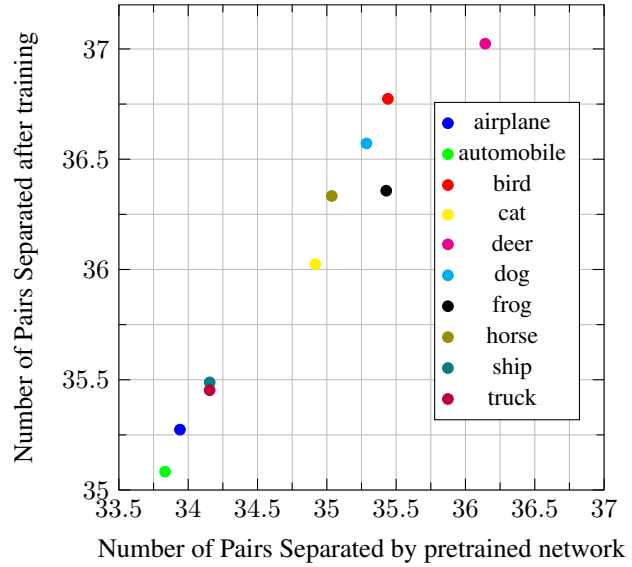 37
36.5
36
35.5
35
33.5 34 34.5 35 35.5 36 36.5 37
Number of Pairs Separated after training
Number of Pairs Separated by pretrained network
airplane
automobile
bird
cat
deer
dog
frog
horse
ship
truck